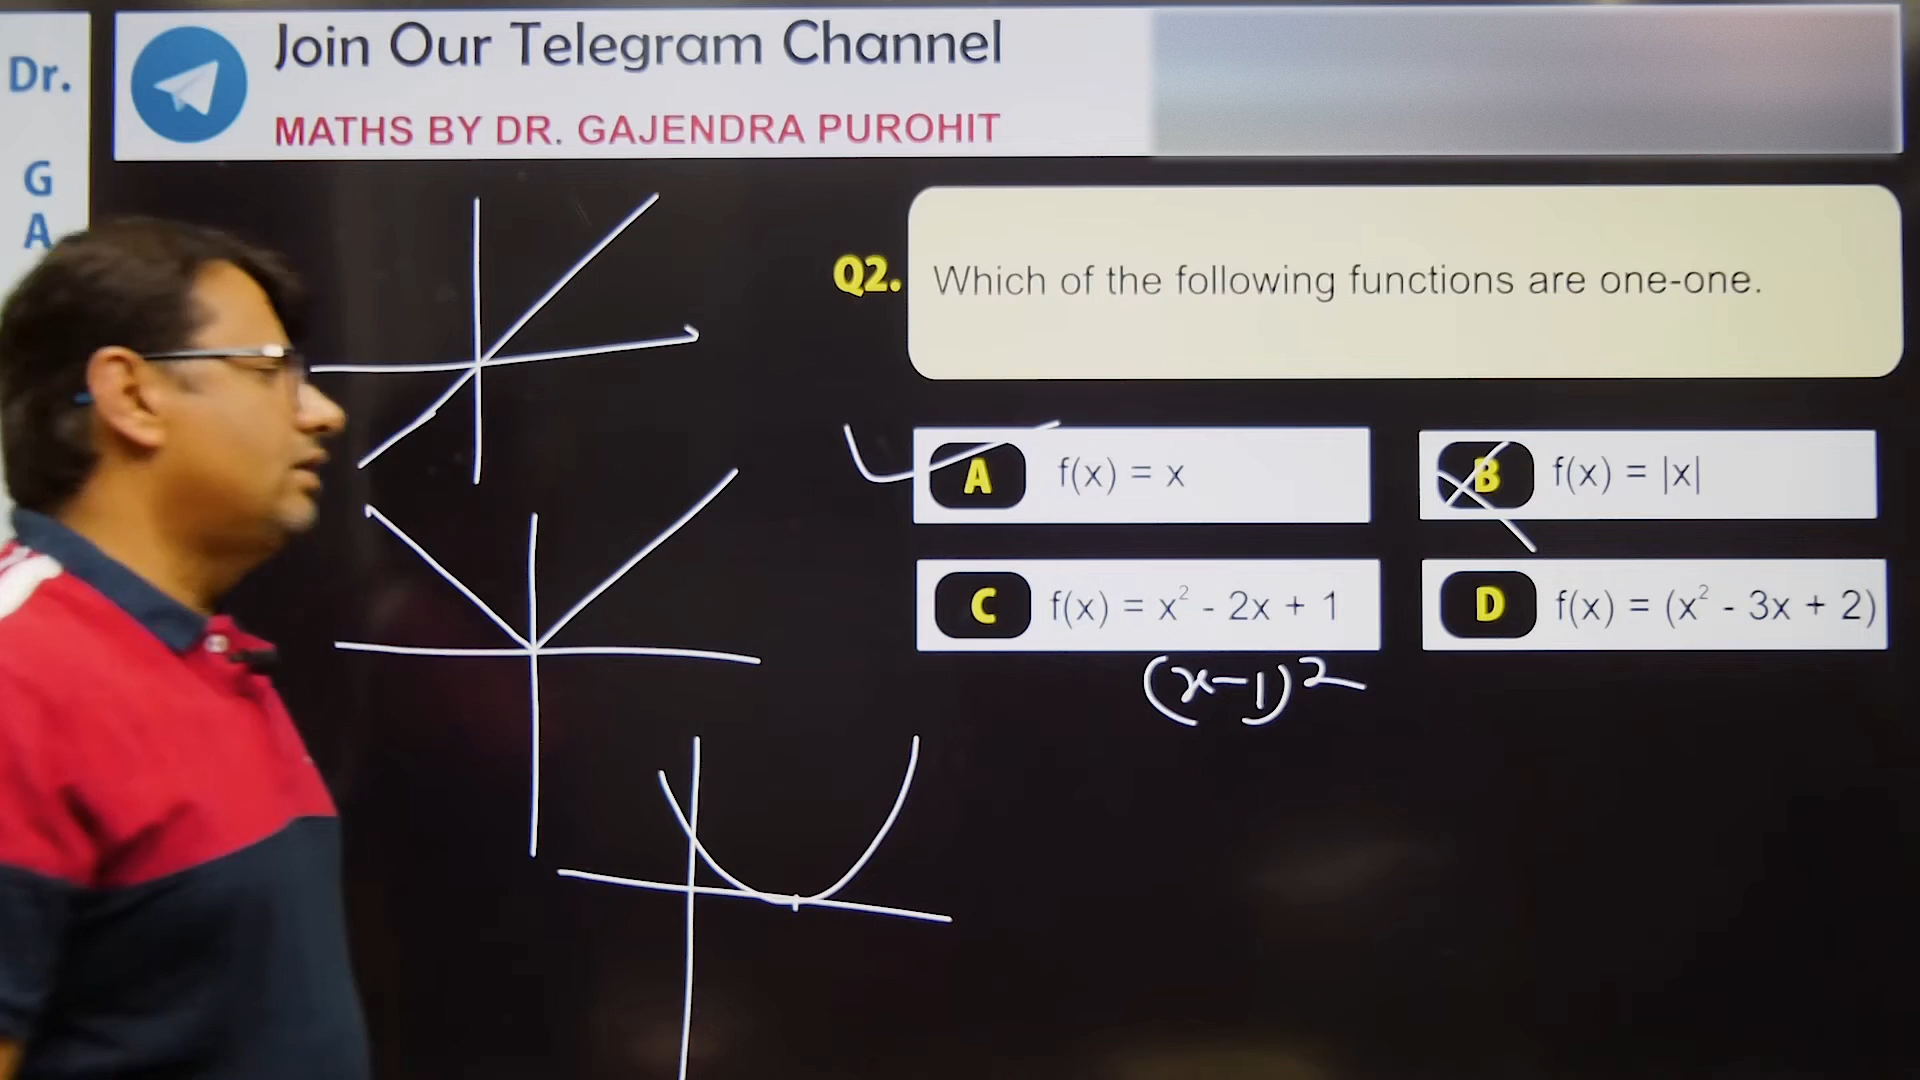 Join Our Telegram Channel
MATHS BY DR. GAJENDRA PUROHIT
Dr.
G
A
Q2. Which of the following functions are one-one.
A f(x) = x
B f(x) = |x|
C f(x) = x² - 2x + 1
D f(x) = (x² - 3x + 2)
(x-1)²